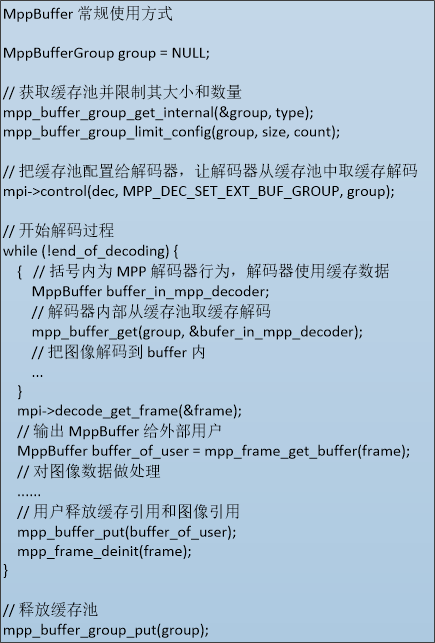 MppBuffer 常规使用方式
MppBufferGroup group = NULL;
// 获取缓存池并限制其大小和数量
mpp_buffer_group_get_internal(&group, type);
mpp_buffer_group_limit_config(group, size, count);
// 把缓存池配置给解码器，让解码器从缓存池中取缓存解码
mpi->control(dec, MPP_DEC_SET_EXT_BUF_GROUP, group);
// 开始解码过程
while (!end_of_decoding) {
{ // 括号内为 MPP 解码器行为，解码器使用缓存数据
MppBuffer buffer_in_mpp_decoder;
// 解码器内部从缓存池取缓存解码
mpp_buffer_get(group, &bufer_in_mpp_decoder);
// 把图像解码到 buffer 内
...
}
mpi->decode_get_frame(&frame);
// 输出 MppBuffer 给外部用户
MppBuffer buffer_of_user = mpp_frame_get_buffer(frame);
// 对图像数据做处理
......
// 用户释放缓存引用和图像引用
mpp_buffer_put(buffer_of_user);
mpp_frame_deinit(frame);
}
// 释放缓存池
mpp_buffer_group_put(group);